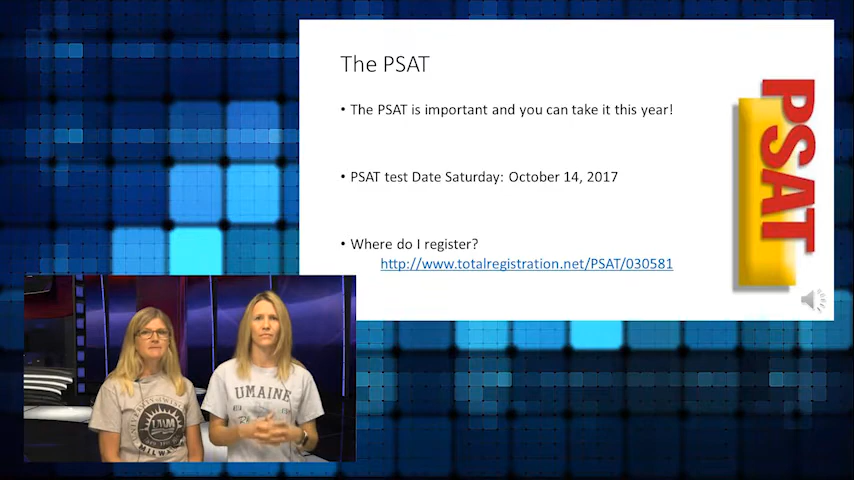 The PSAT
• The PSAT is important and you can take it this year!
• PSAT test Date Saturday: October 14, 2017
• Where do I register?
http://www.totalregistration.net/PSAT/030581
PSAT
UMAINE
MILWA